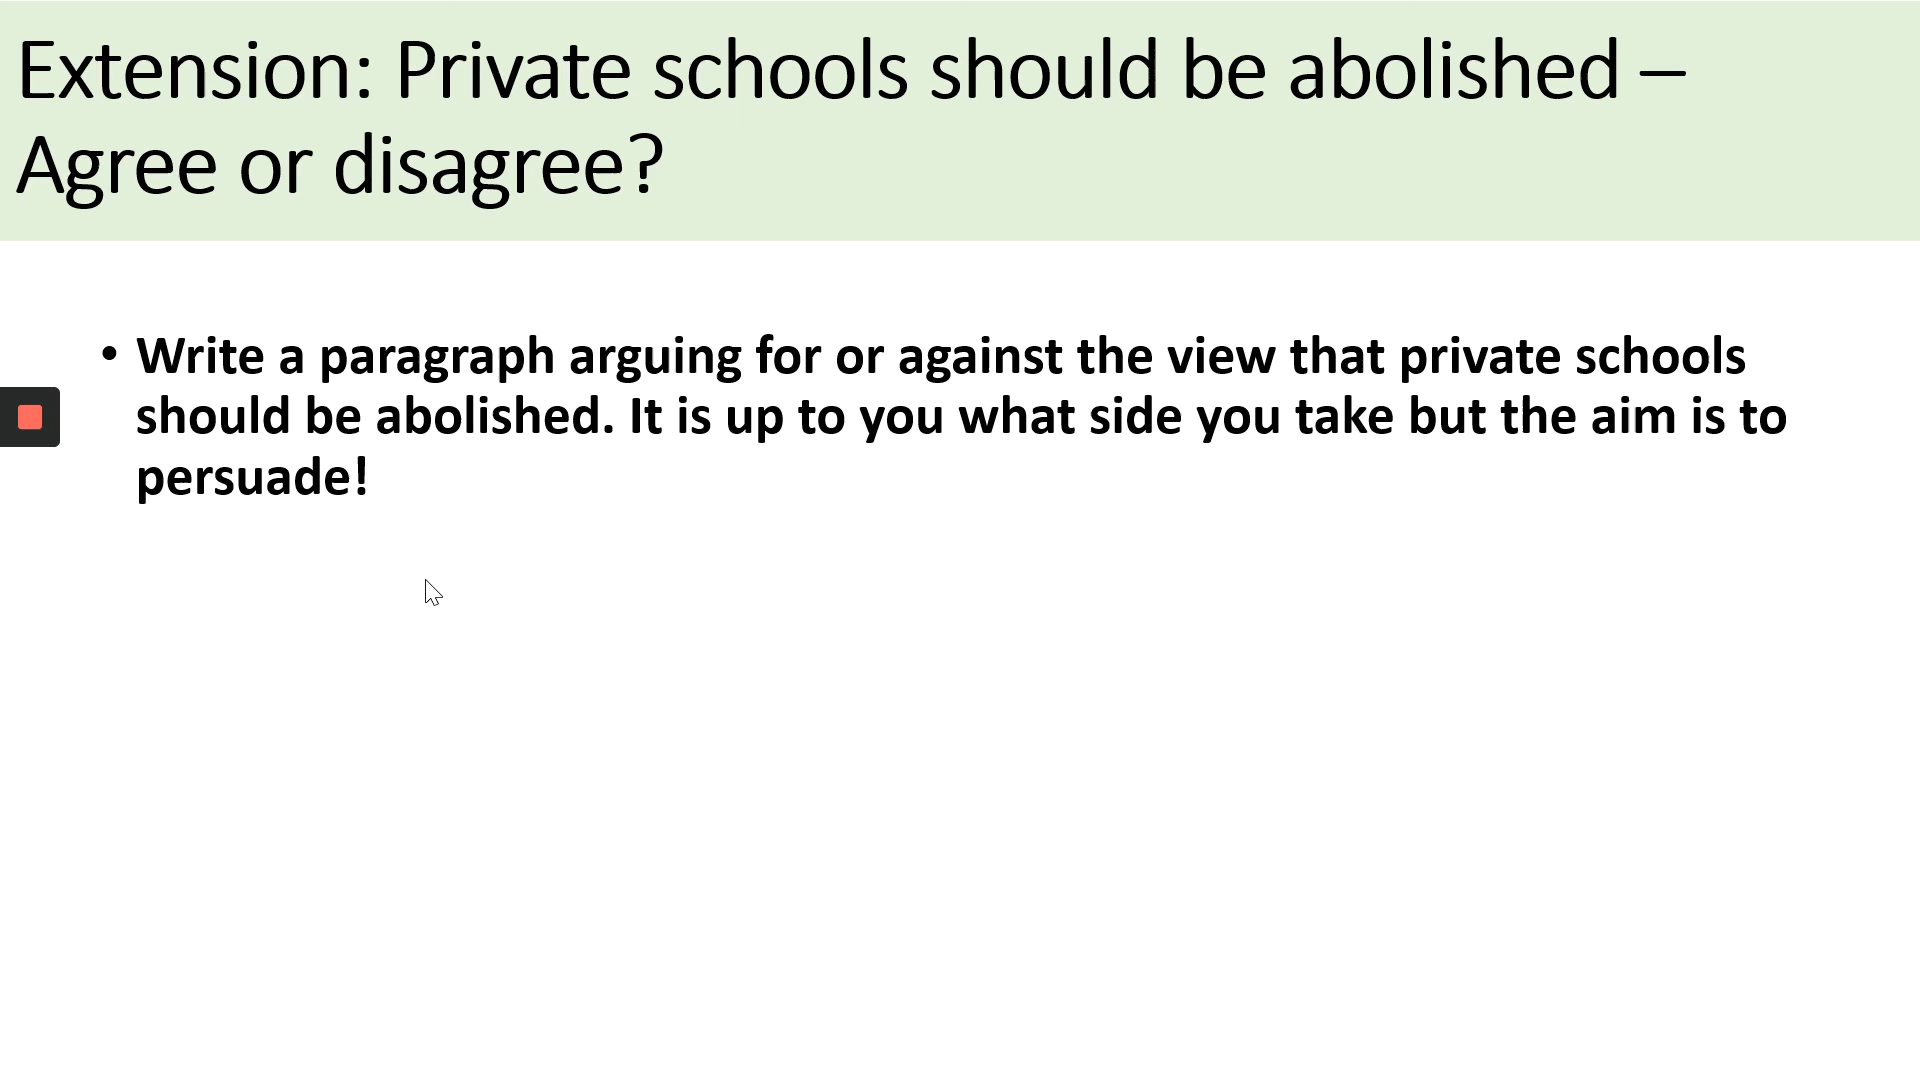 Extension: Private schools should be abolished –
Agree or disagree?
• Write a paragraph arguing for or against the view that private schools
should be abolished. It is up to you what side you take but the aim is to
persuade!